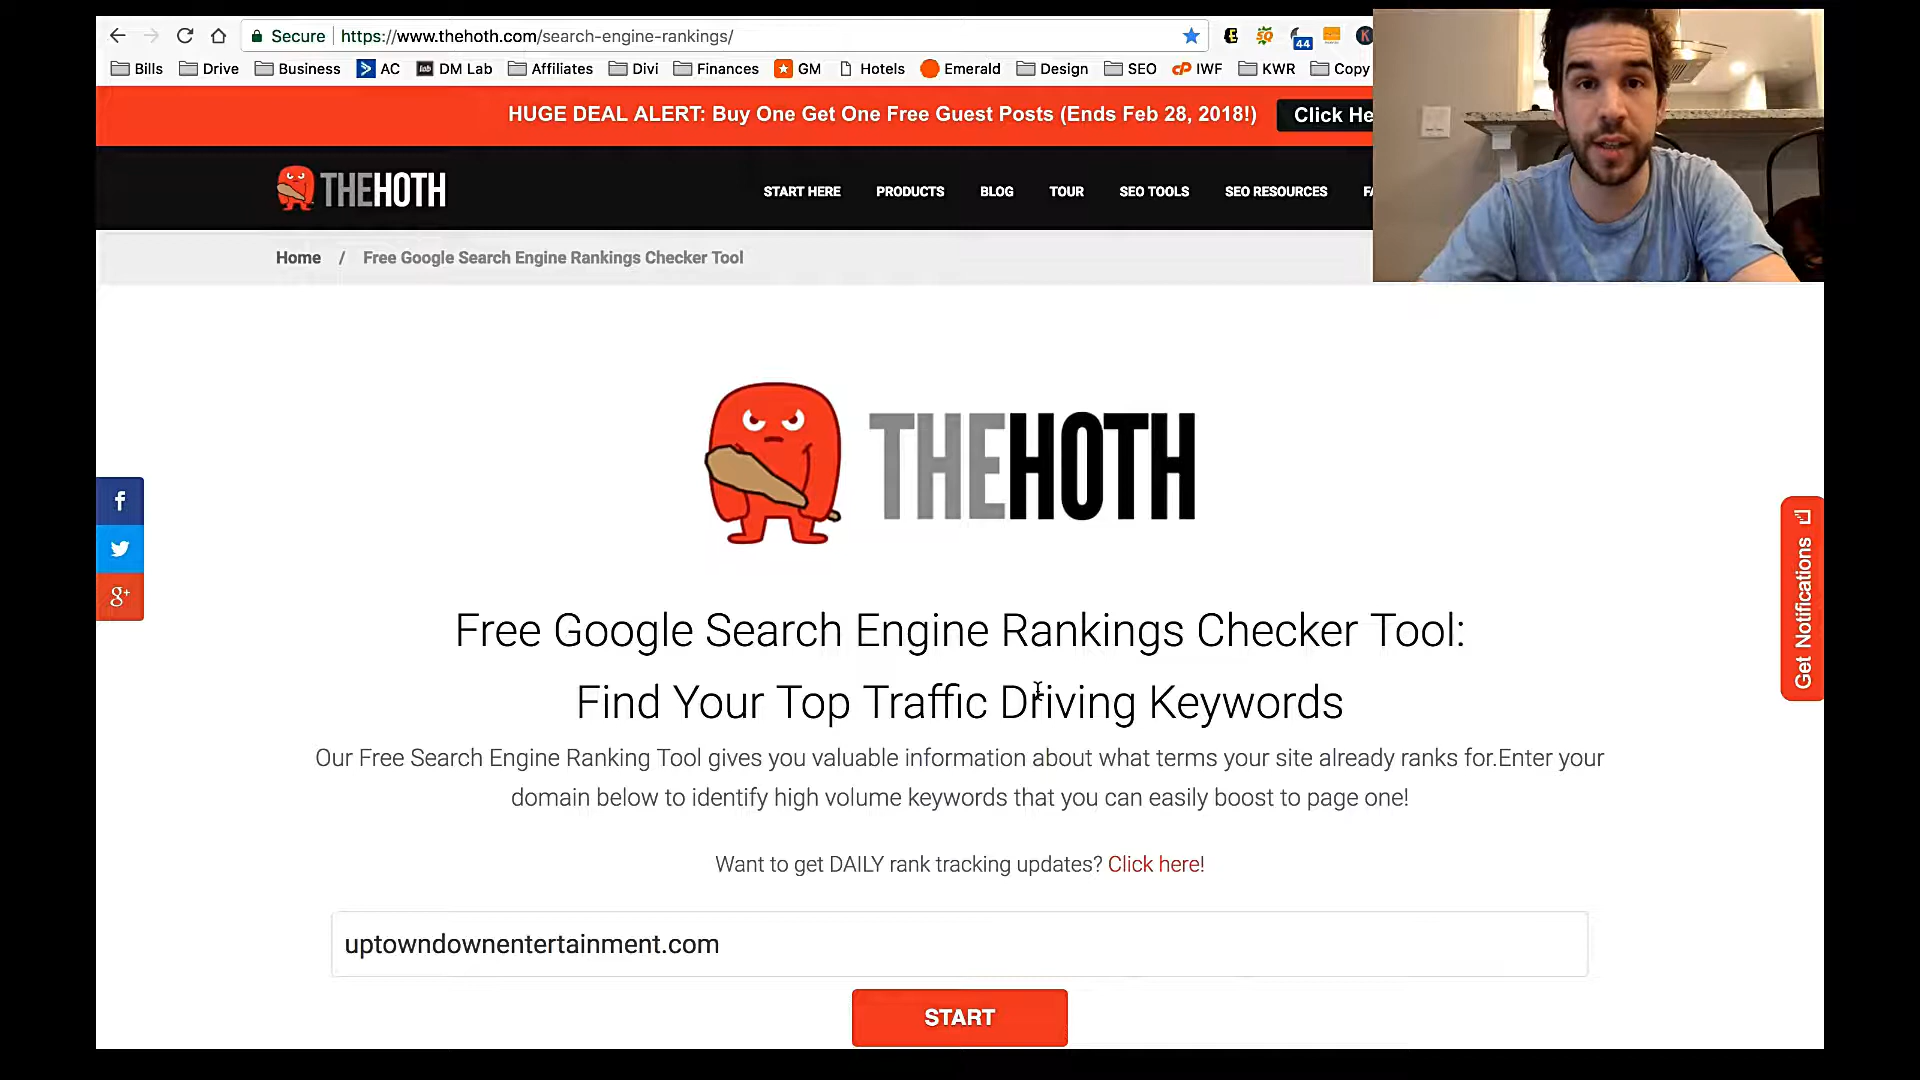 Secure https://www.thehoth.com/search-engine-rankings/
44
Bills Drive Business AC DM Lab Affiliates Divi Finances GM Hotels Emerald Design SEO IWF KWR Copy
HUGE DEAL ALERT: Buy One Get One Free Guest Posts (Ends Feb 28, 2018!) Click He
THEHOTH
START HERE PRODUCTS BLOG TOUR SEO TOOLS SEO RESOURCES FA
Home / Free Google Search Engine Rankings Checker Tool
THEHOTH
Get Notifications
Free Google Search Engine Rankings Checker Tool:
Find Your Top Traffic Driving Keywords
Our Free Search Engine Ranking Tool gives you valuable information about what terms your site already ranks for.Enter your
domain below to identify high volume keywords that you can easily boost to page one!
Want to get DAILY rank tracking updates? Click here!
uptowndownentertainment.com
START